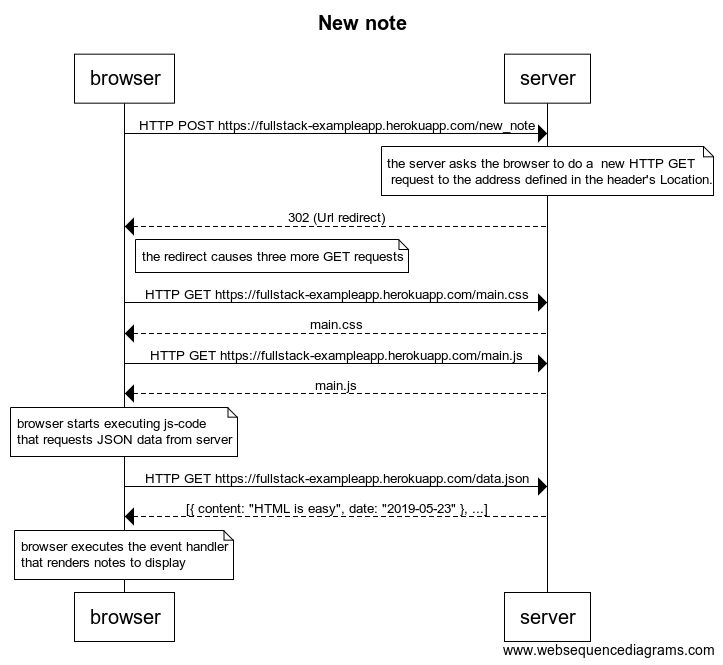 New note
browser
server
HTTP POST https://fullstack-exampleapp.herokuapp.com/new_note
the server asks the browser to do a  new HTTP GET
request to the address defined in the header's Location.
302 (Url redirect)
the redirect causes three more GET requests
HTTP GET https://fullstack-exampleapp.herokuapp.com/main.css
main.css
HTTP GET https://fullstack-exampleapp.herokuapp.com/main.js
main.js
browser starts executing js-code
that requests JSON data from server
HTTP GET https://fullstack-exampleapp.herokuapp.com/data.json
[{ content: "HTML is easy", date: "2019-05-23" }, ...]
browser executes the event handler
that renders notes to display
browser
server
www.websequencediagrams.com